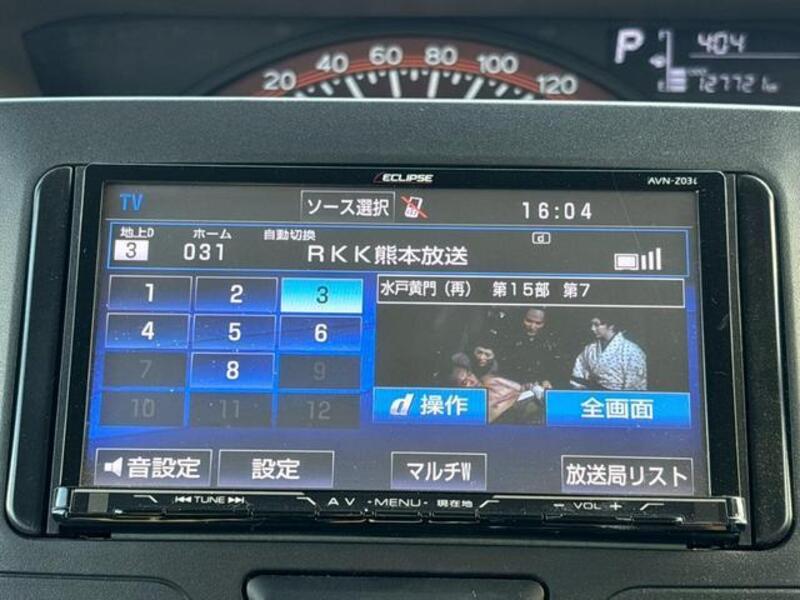 20 40 60 80 100 120
P
404
ECLIPSE
TV
ソース選択
16:04
地上D ホーム 自動切換
3 031 RKK熊本放送
d
1 2 3
水戸黄門(再) 第15部 第7
4 5 6
7 8 9
10 11 12
d 操作
全画面
音設定
設定
マルチW
放送局リスト
TUNE
AV
-MENU-
現在地
- VOL +